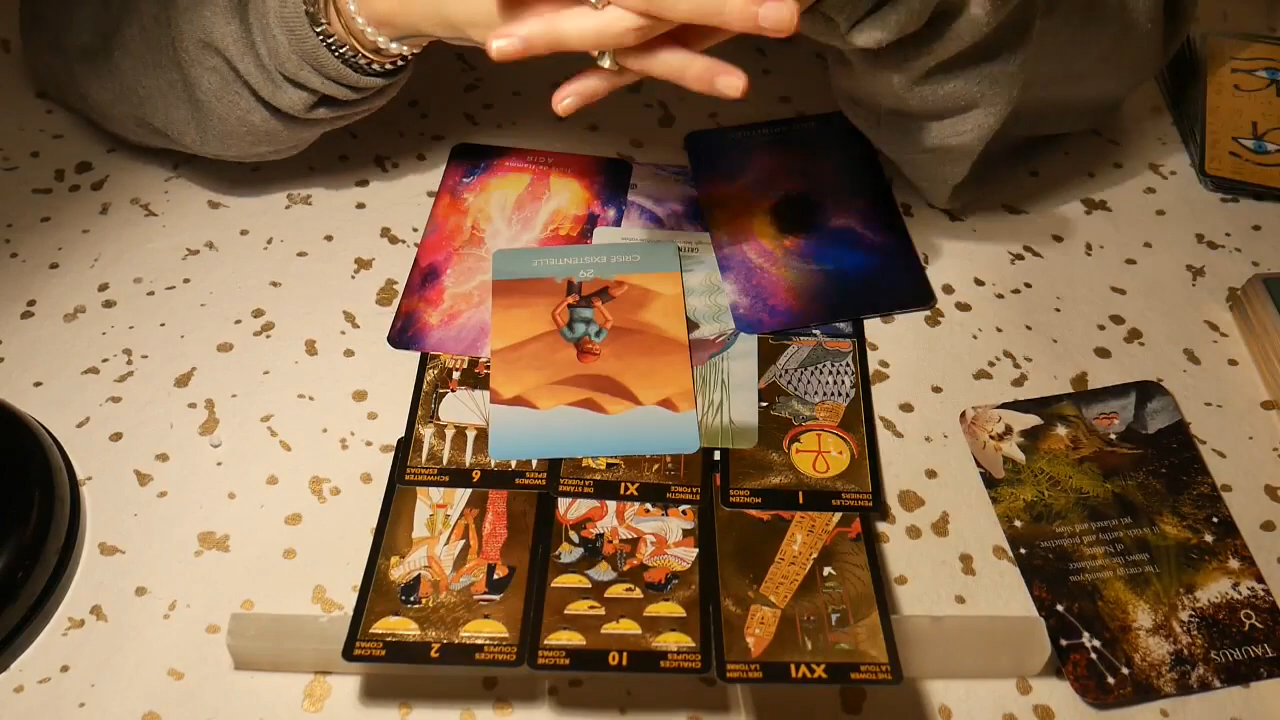 AGIR
CRISE EXISTENTIELLE
29
GREEN
SCHWERTER
ESPADAS
6
SWORDS
EPEES
DIE STÄRKE
LA FUERZA
XI
STRENGTH
LA FORCE
MÜNZEN
OROS
I
PENTACLES
DENIERS
KELCHE
COPAS
2
CHALICES
COUPES
KELCHE
COPAS
10
CHALICES
COUPES
DER TURM
LA TORRE
XVI
THE TOWER
LA TOUR
TAURUS
The energy around you
shows the abundance
of Nature.
It is rich, earthy and productive
yet relaxed and slow